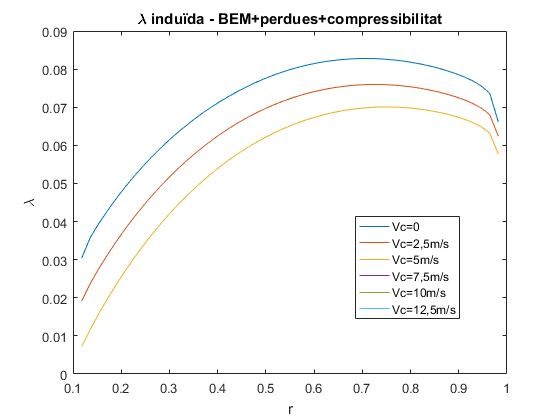 λ induïda - BEM+perdues+compressibilitat
0.09
0.08
0.07
0.06
0.05
0.04
0.03
0.02
0.01
0
λ
Vc=0
Vc=2,5m/s
Vc=5m/s
Vc=7,5m/s
Vc=10m/s
Vc=12,5m/s
0.1 0.2 0.3 0.4 0.5 0.6 0.7 0.8 0.9 1
r